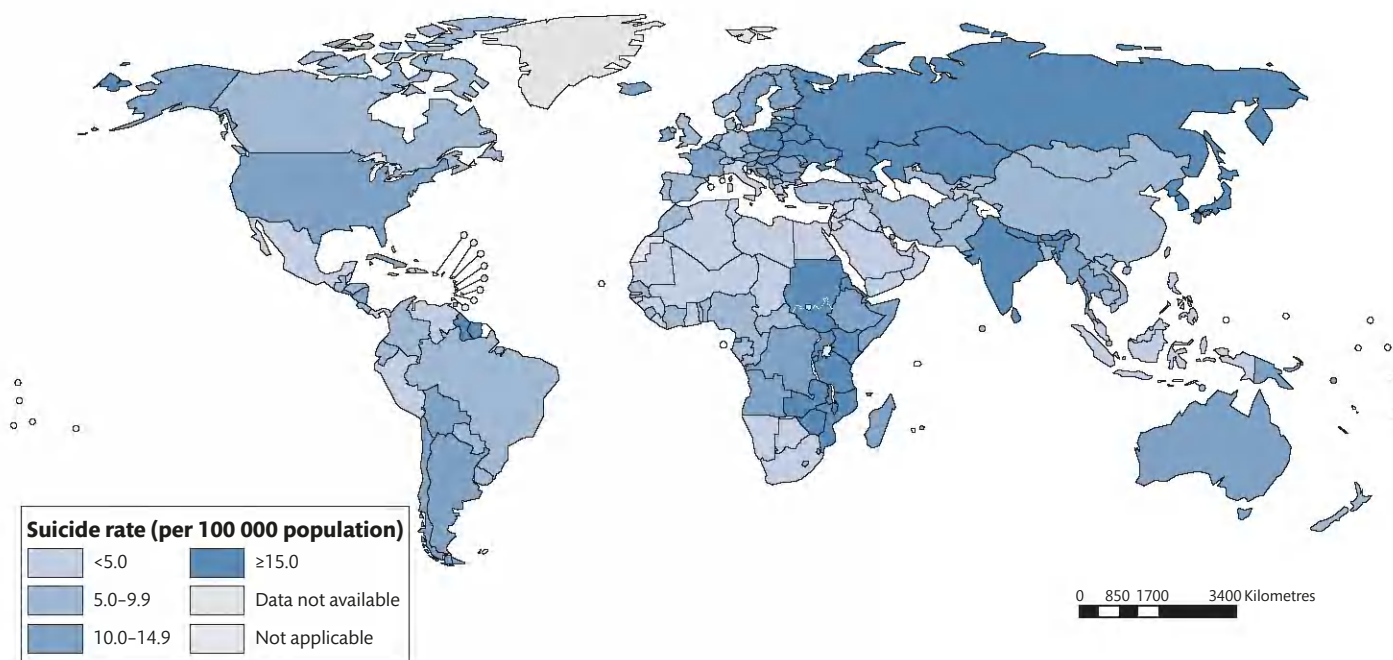 Suicide rate (per 100 000 population)
<5.0
5.0–9.9
10.0–14.9
≥15.0
Data not available
Not applicable
0 850 1700 3400 Kilometres